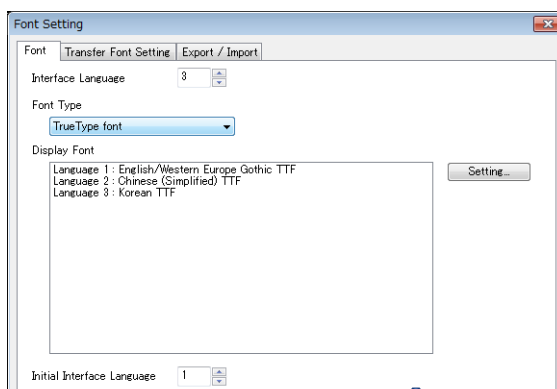 Font Setting
Font Transfer Font Setting Export / Import
Interface Language 3
Font Type
TrueType font
Display Font
Language 1 : English/Western Europe Gothic TTF
Language 2 : Chinese (Simplified) TTF
Language 3 : Korean TTF
Setting...
Initial Interface Language 1